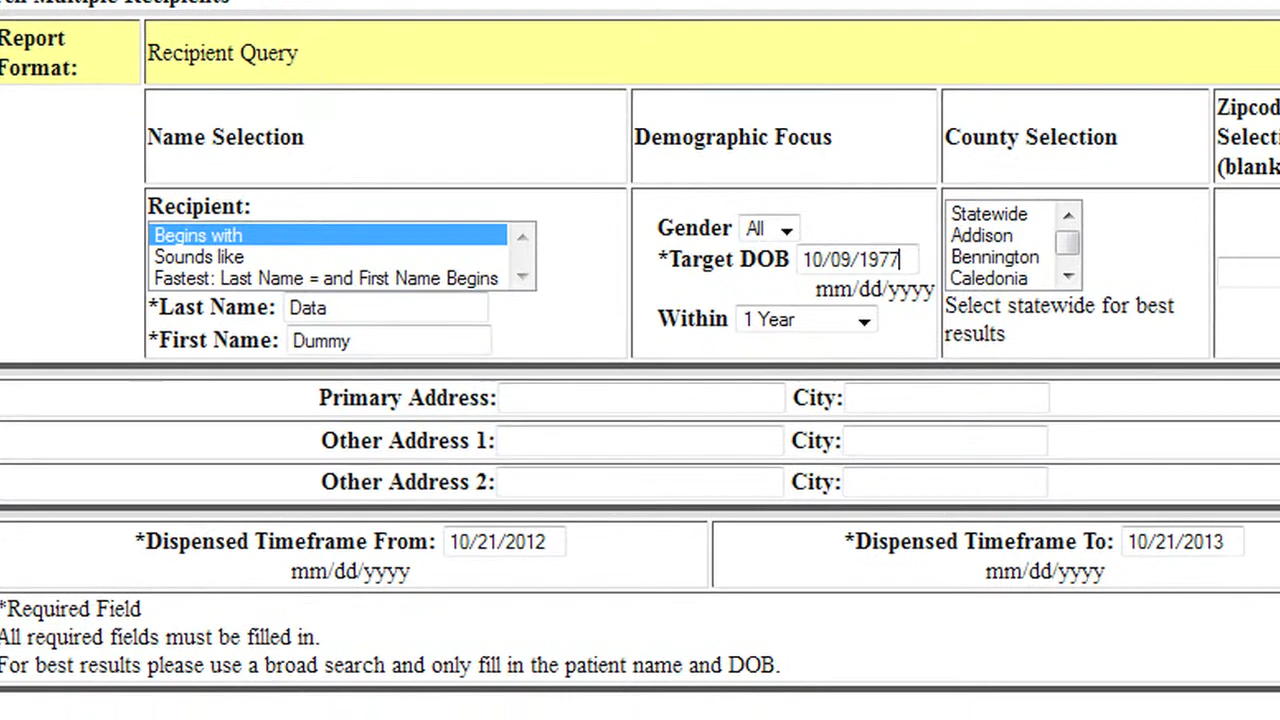 Multiple Recipients
Report
Format:
Recipient Query
Name Selection
Demographic Focus
County Selection
(blank
Recipient:
Begins with
Sounds like
Fastest: Last Name = and First Name Begins
*Last Name: Data
*First Name: Dummy
Gender All
*Target DOB 10/09/1977
mm/dd/yyyy
Within 1 Year
Statewide
Addison
Bennington
Caledonia
Select statewide for best
results
Primary Address:
City:
Other Address 1:
City:
Other Address 2:
City:
*Dispensed Timeframe From: 10/21/2012
mm/dd/yyyy
*Dispensed Timeframe To: 10/21/2013
mm/dd/yyyy
*Required Field
All required fields must be filled in.
For best results please use a broad search and only fill in the patient name and DOB.